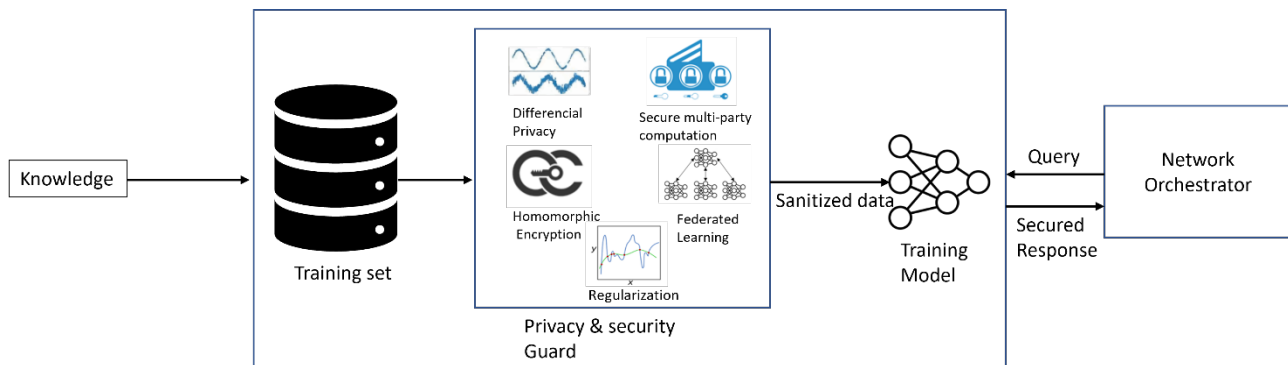 Knowledge
Training set
Differencial
Privacy
Secure multi-party
computation
Homomorphic
Encryption
Federated
Learning
y
x
Regularization
Privacy & security
Guard
Sanitized data
Training
Model
Query
Secured
Response
Network
Orchestrator